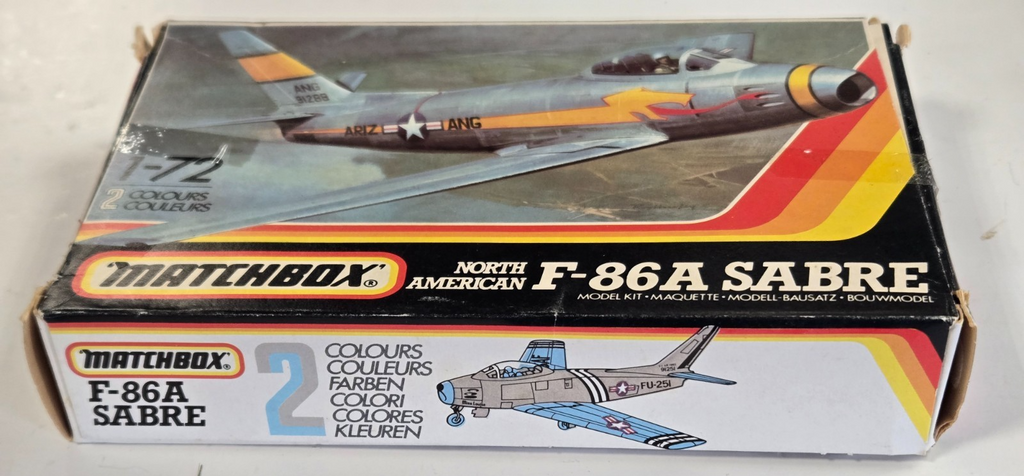 ANG
91289
ARIZ ANG
1-72
2 COLOURS
COULEURS
MATCHBOX®
NORTH
AMERICAN
F-86A SABRE
MODEL KIT • MAQUETTE • MODELL-BAUSATZ • BOUWMODEL
MATCHBOX®
F-86A
SABRE
2
COLOURS
COULEURS
FARBEN
COLORI
COLORES
KLEUREN
FU-251